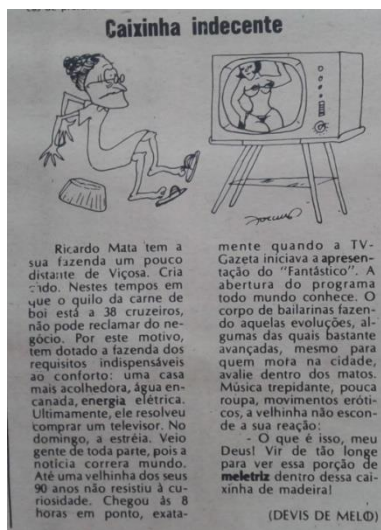 Caixinha indecente
Ricardo Mata tem a
sua fazenda um pouco
distante de Viçosa. Cria
gado. Nestes tempos em
que o quilo da carne de
boi está a 38 cruzeiros,
não pode reclamar do ne-
gócio. Por este motivo,
tem dotado a fazenda dos
requisitos indispensáveis
ao conforto: uma casa
mais acolhedora, água en-
canada, energia elétrica.
Ultimamente, ele resolveu
comprar um televisor. No
domingo, a estréia. Veio
gente de toda parte, pois a
notícia correra mundo.
Até uma velhinha dos seus
90 anos não resistiu à cu-
riosidade. Chegou às 8
horas em ponto, exata-
mente quando a TV-
Gazeta iniciava a apresen-
tação do "Fantástico". A
abertura do programa
todo mundo conhece. O
corpo de bailarinas fazen-
do aquelas evoluções, al-
gumas das quais bastante
avançadas, mesmo para
quem mora na cidade,
avalie dentro dos matos.
Música trepidante, pouca
roupa, movimentos eróti-
cos, a velhinha não escon-
de a sua reação:
- O que é isso, meu
Deus! Vir de tão longe
para ver essa porção de
meletriz dentro dessa cai-
xinha de madeira!
(DEVIS DE MELO)